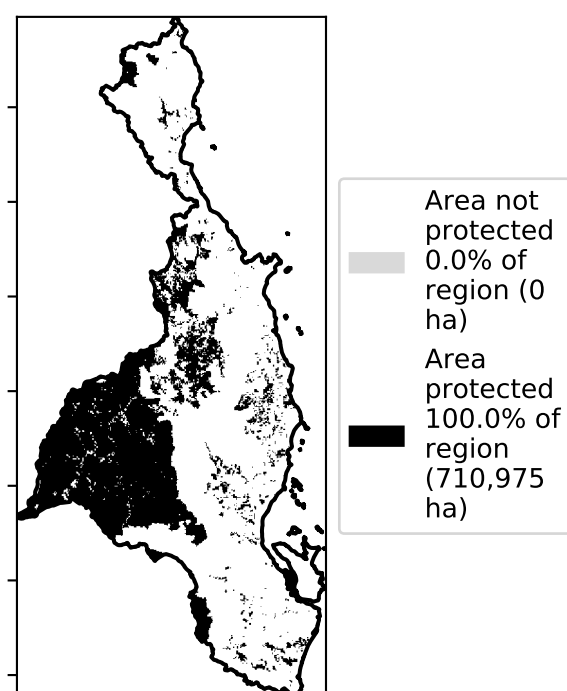 Area not
protected
0.0% of
region (0
ha)
Area
protected
100.0% of
region
(710,975
ha)